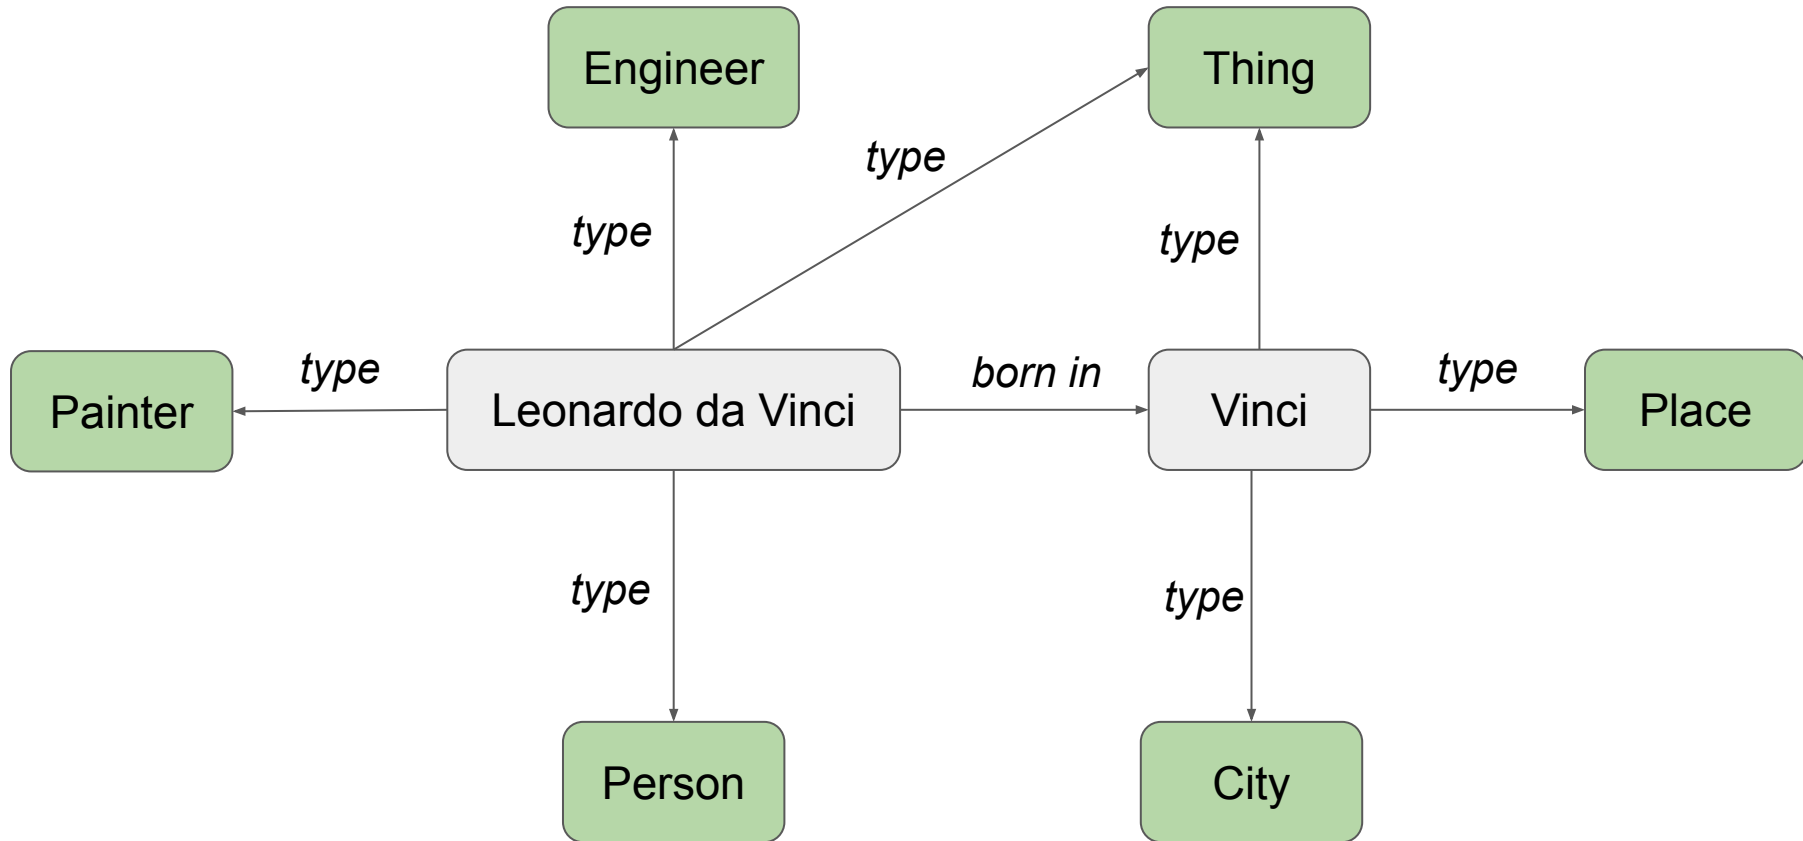 Engineer
Thing
type
type
type
Painter
type
Leonardo da Vinci
born in
Vinci
type
Place
type
type
Person
City